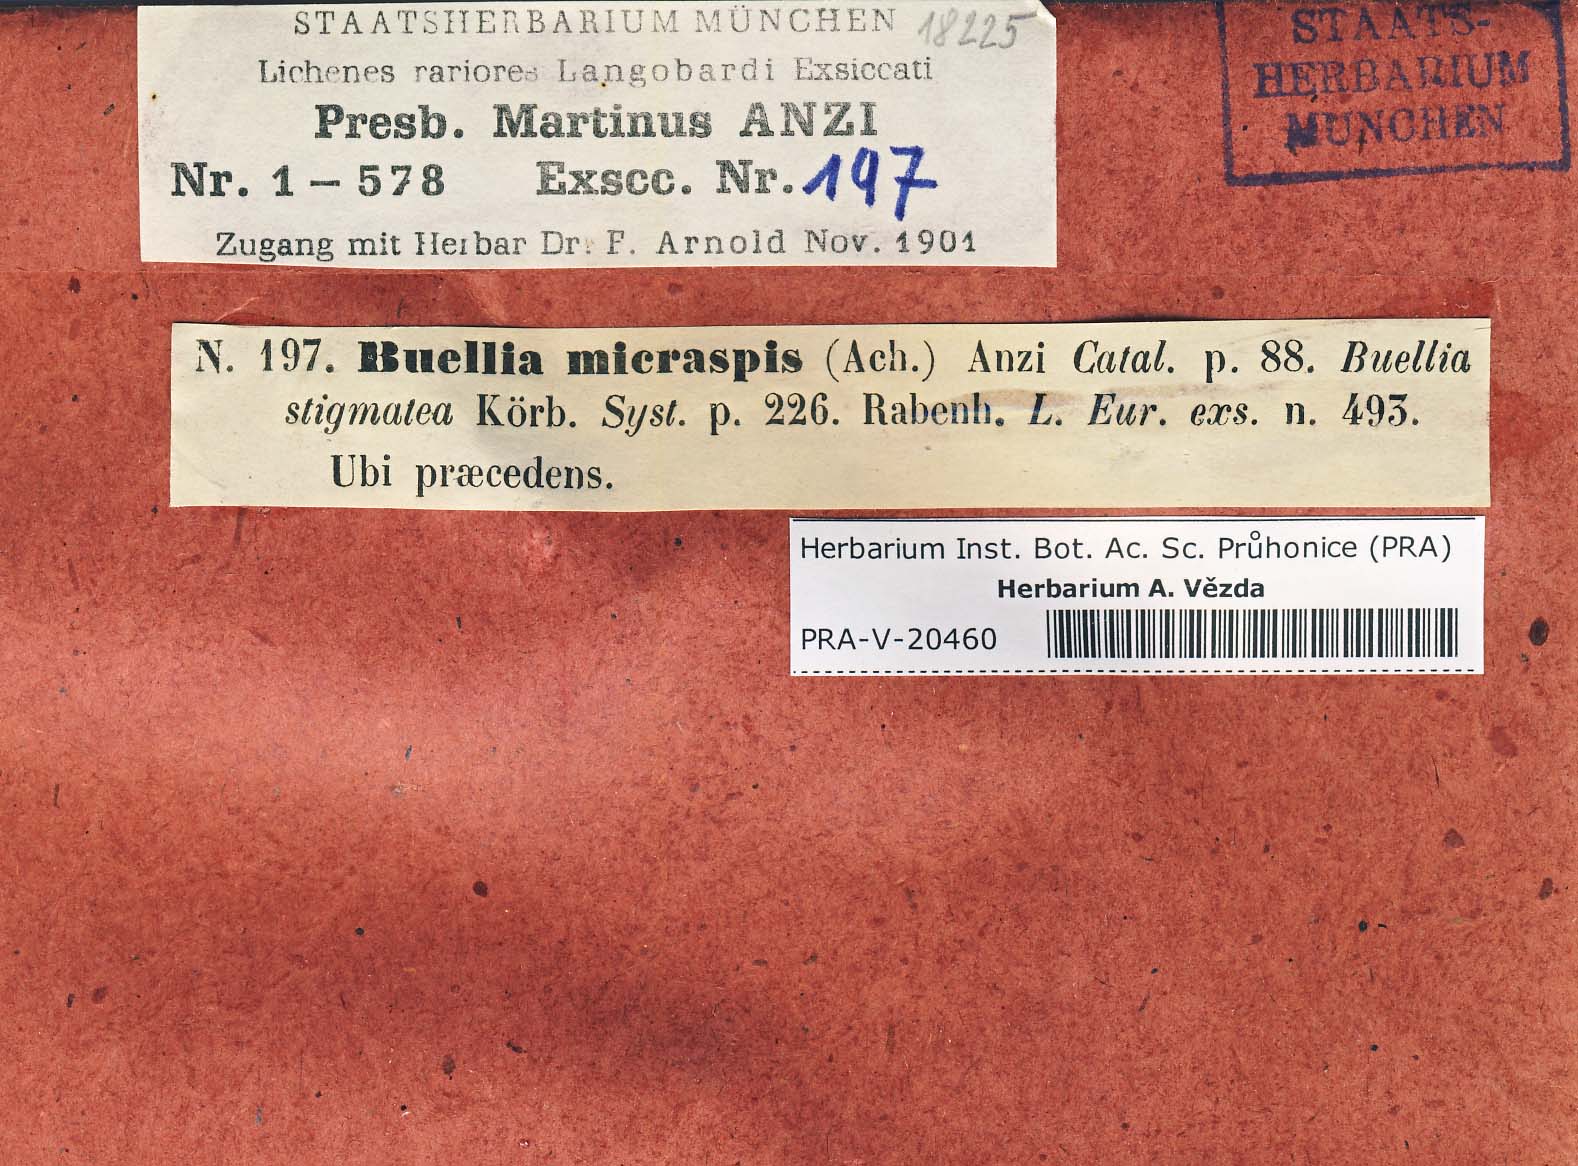 STAATSHERBARIUM MÜNCHEN 18225
Lichenes rariores Langobardi Exsiccati
Presb. Martinus ANZI
Nr. 1 – 578 Exscc. Nr. 197
Zugang mit Herbar Dr. F. Arnold Nov. 1901
STAATS-
HERBARIUM
MÜNCHEN
N. 197. Buellia micraspis (Ach.) Anzi Catal. p. 88. Buellia
stigmatea Körb. Syst. p. 226. Rabenh. L. Eur. exs. n. 493.
Ubi præcedens.
Herbarium Inst. Bot. Ac. Sc. Průhonice (PRA)
Herbarium A. Vězda
PRA-V-20460